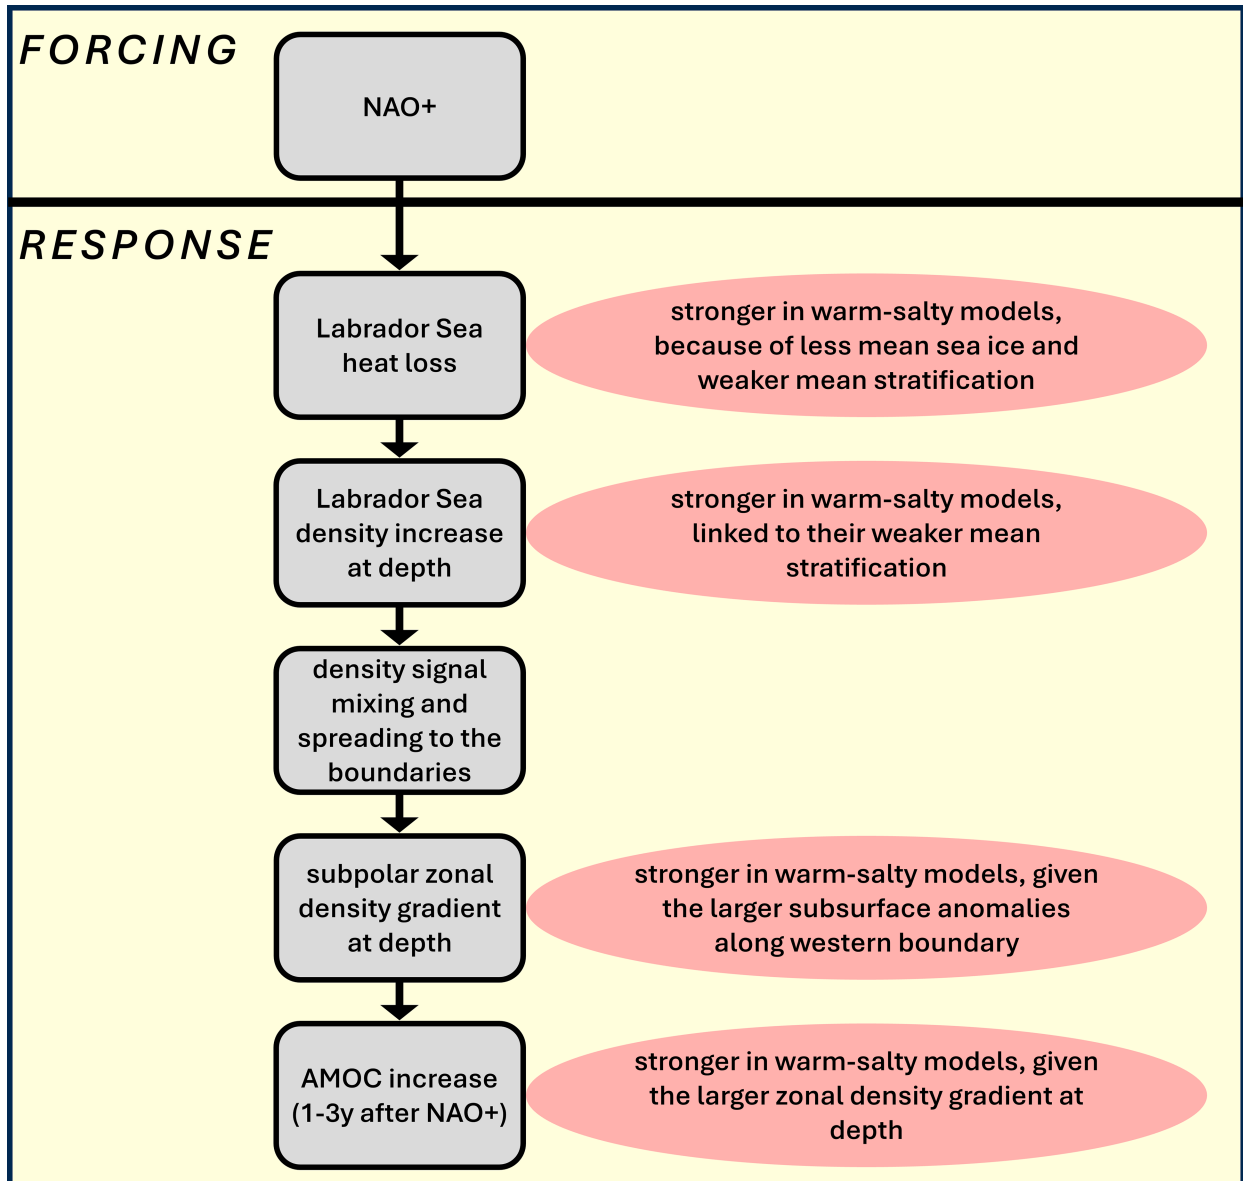 FORCING
NAO+
RESPONSE
Labrador Sea
heat loss
stronger in warm-salty models,
because of less mean sea ice and
weaker mean stratification
Labrador Sea
density increase
at depth
stronger in warm-salty models,
linked to their weaker mean
stratification
density signal
mixing and
spreading to the
boundaries
subpolar zonal
density gradient
at depth
stronger in warm-salty models, given
the larger subsurface anomalies
along western boundary
AMOC increase
(1-3y after NAO+)
stronger in warm-salty models, given
the larger zonal density gradient at
depth